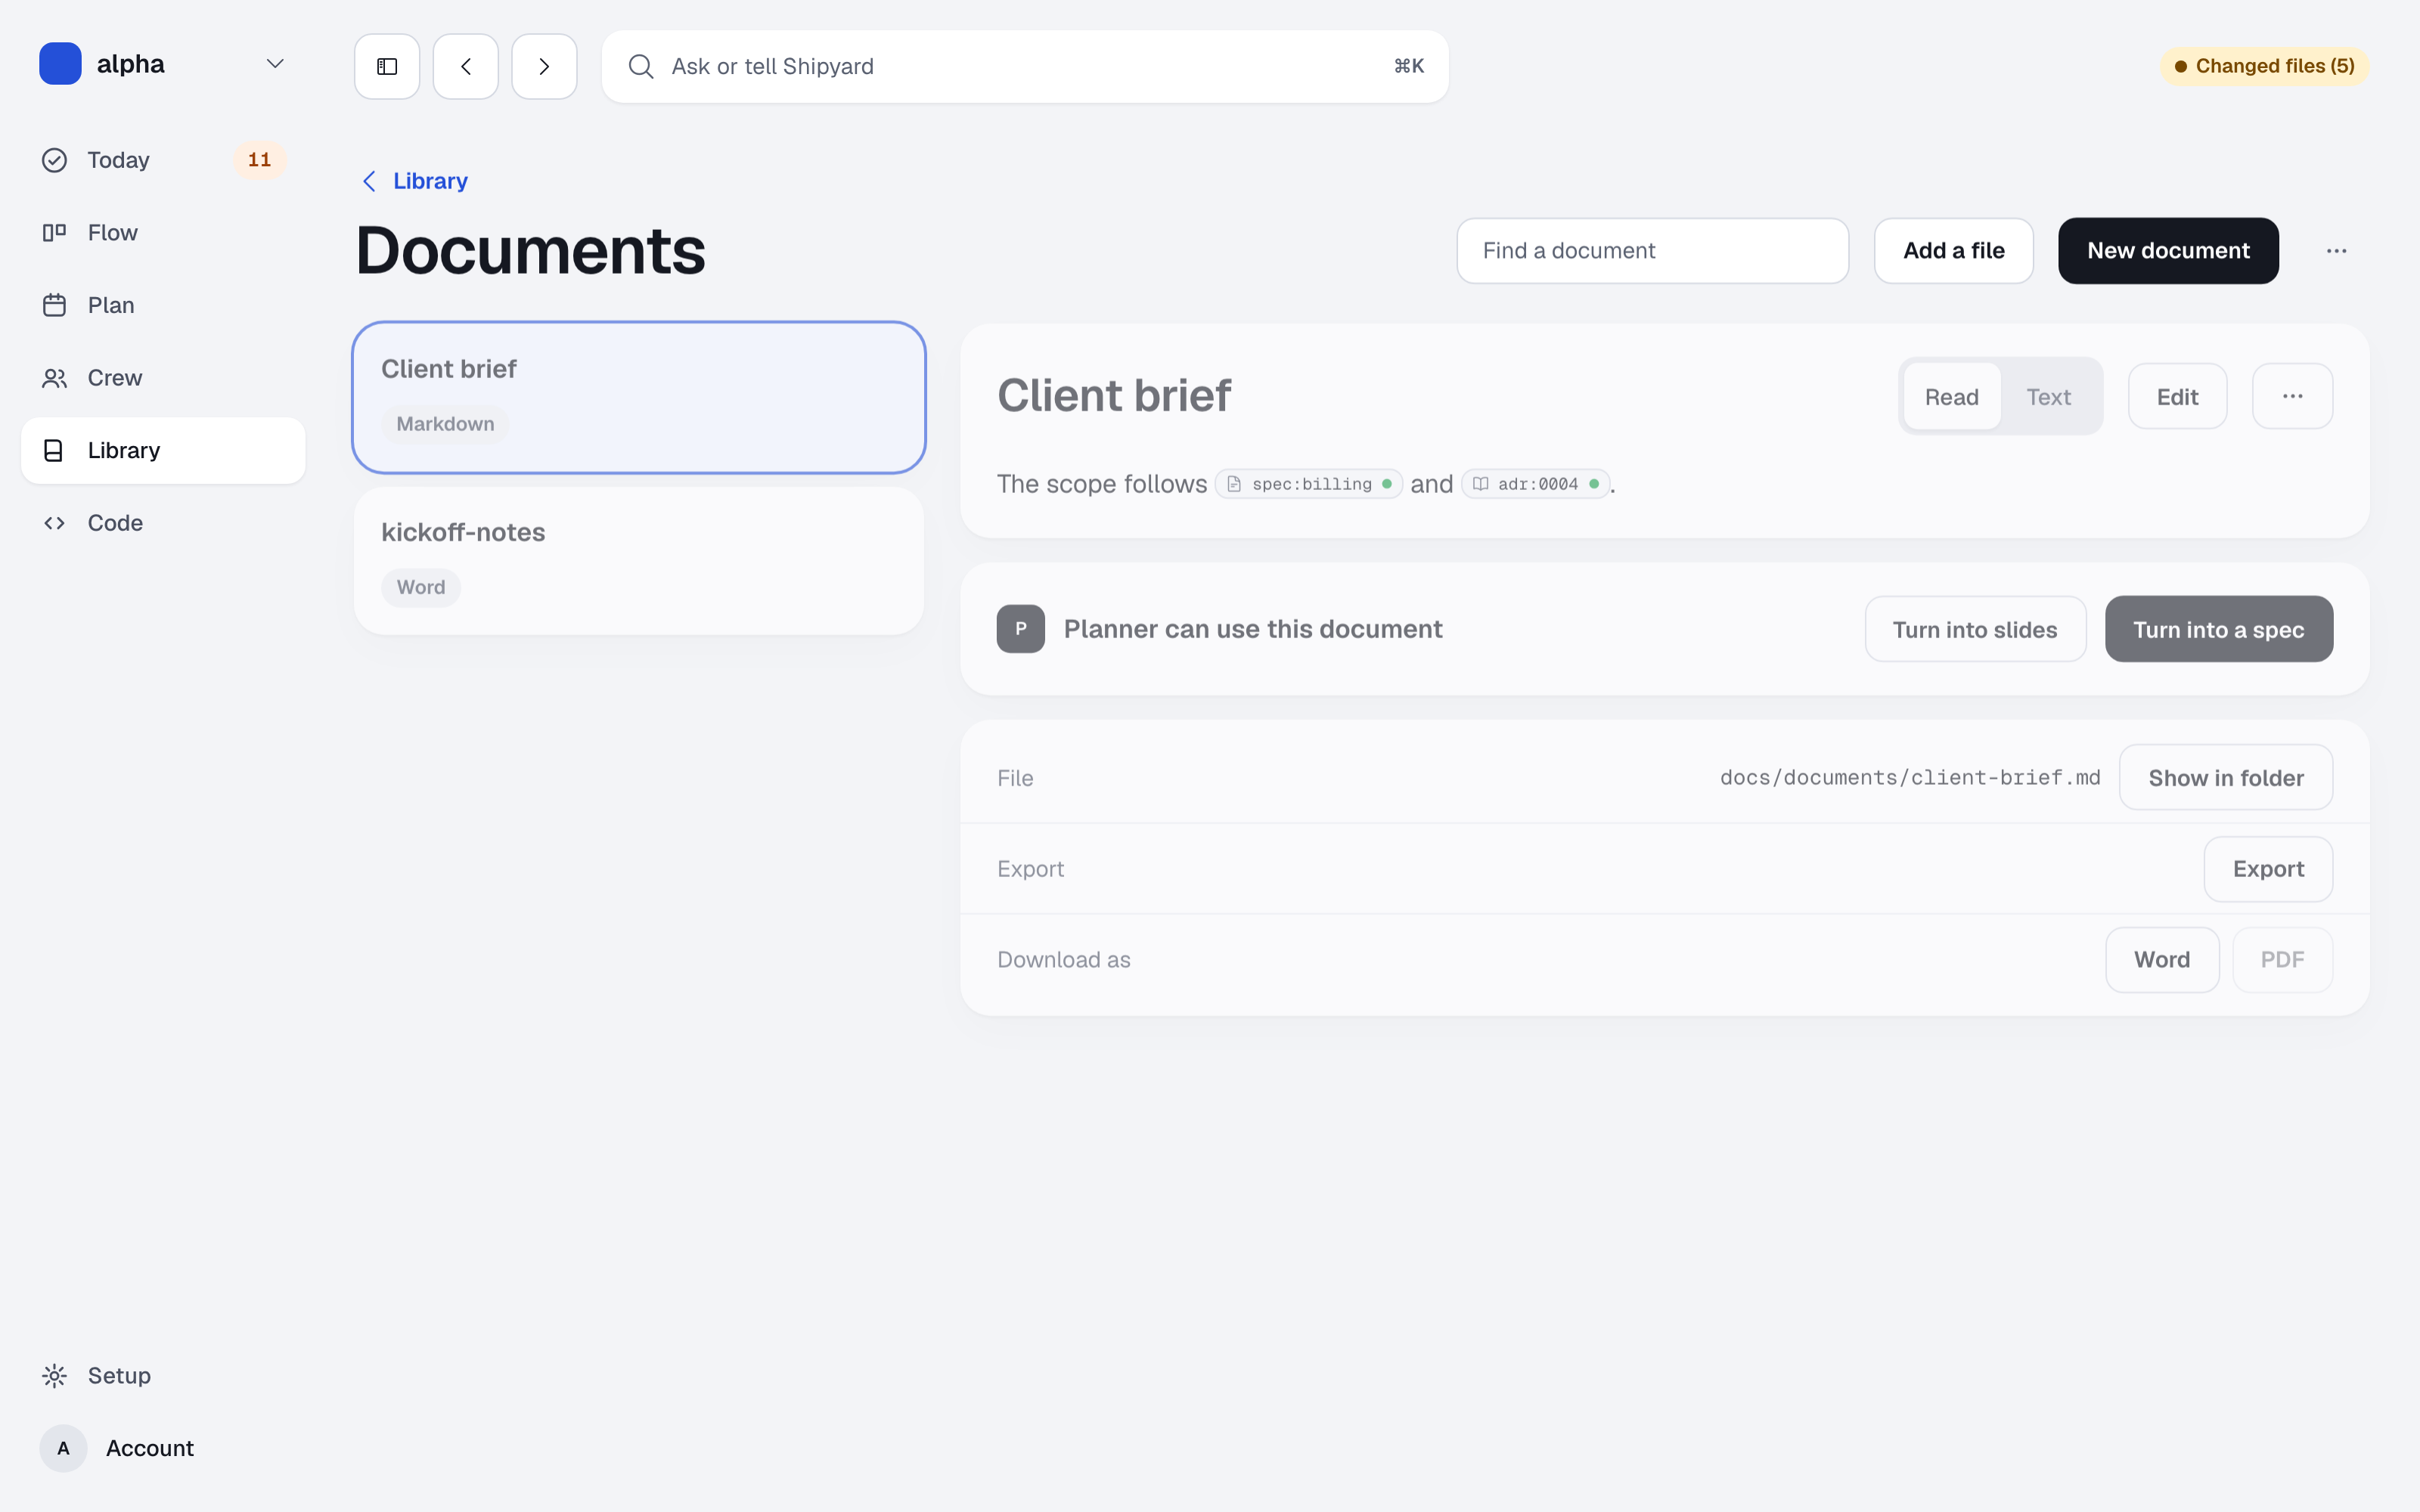 alpha
Ask or tell Shipyard ⌘K
Changed files (5)
Today 11
Flow
Plan
Crew
Library
Code
Library
Documents
Find a document
Add a file
New document
Client brief
Markdown
kickoff-notes
Word
Client brief
Read Text
Edit
The scope follows spec:billing and adr:0004.
P
Planner can use this document
Turn into slides
Turn into a spec
File
docs/documents/client-brief.md
Show in folder
Export
Export
Download as
Word
PDF
Setup
A Account